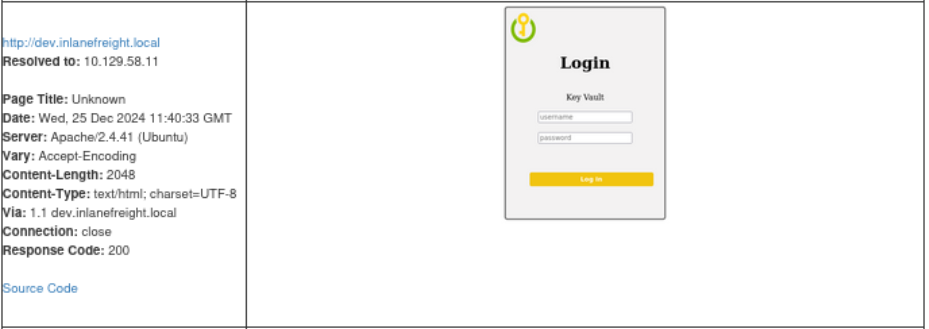 http://dev.inlanefreight.local
Resolved to: 10.129.58.11
Page Title: Unknown
Date: Wed, 25 Dec 2024 11:40:33 GMT
Server: Apache/2.4.41 (Ubuntu)
Vary: Accept-Encoding
Content-Length: 2048
Content-Type: text/html; charset=UTF-8
Via: 1.1 dev.inlanefreight.local
Connection: close
Response Code: 200
Source Code
Login
Key Vault
username
password
Log in